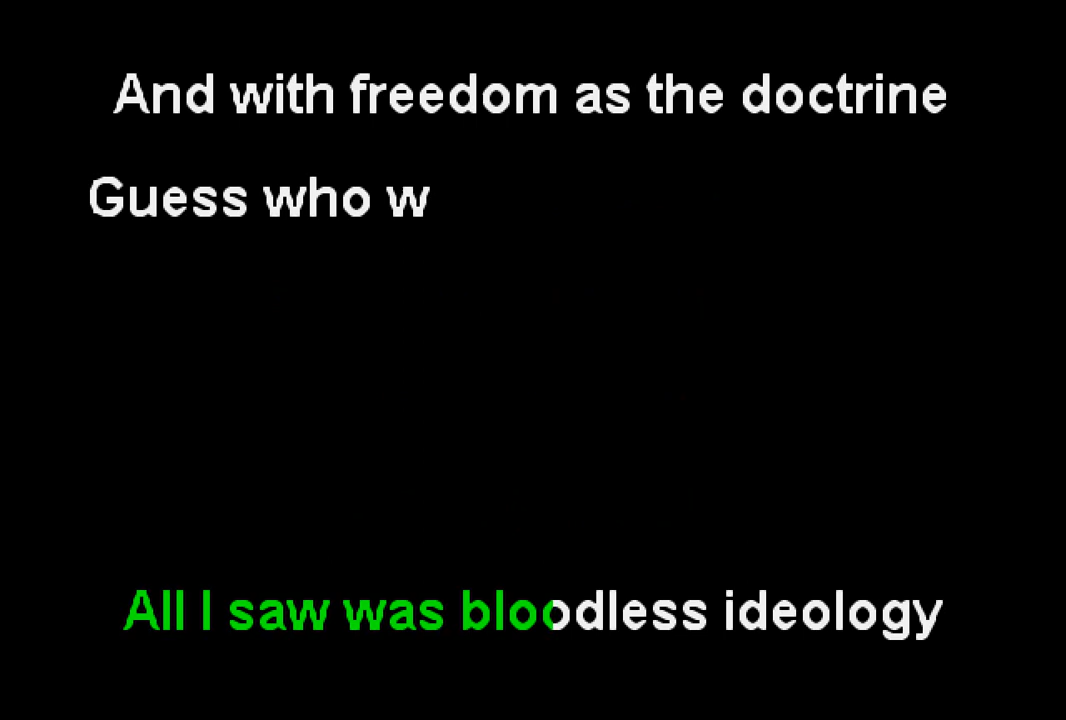 And with freedom as the doctrine
Guess who w
All I saw was bloodless ideology